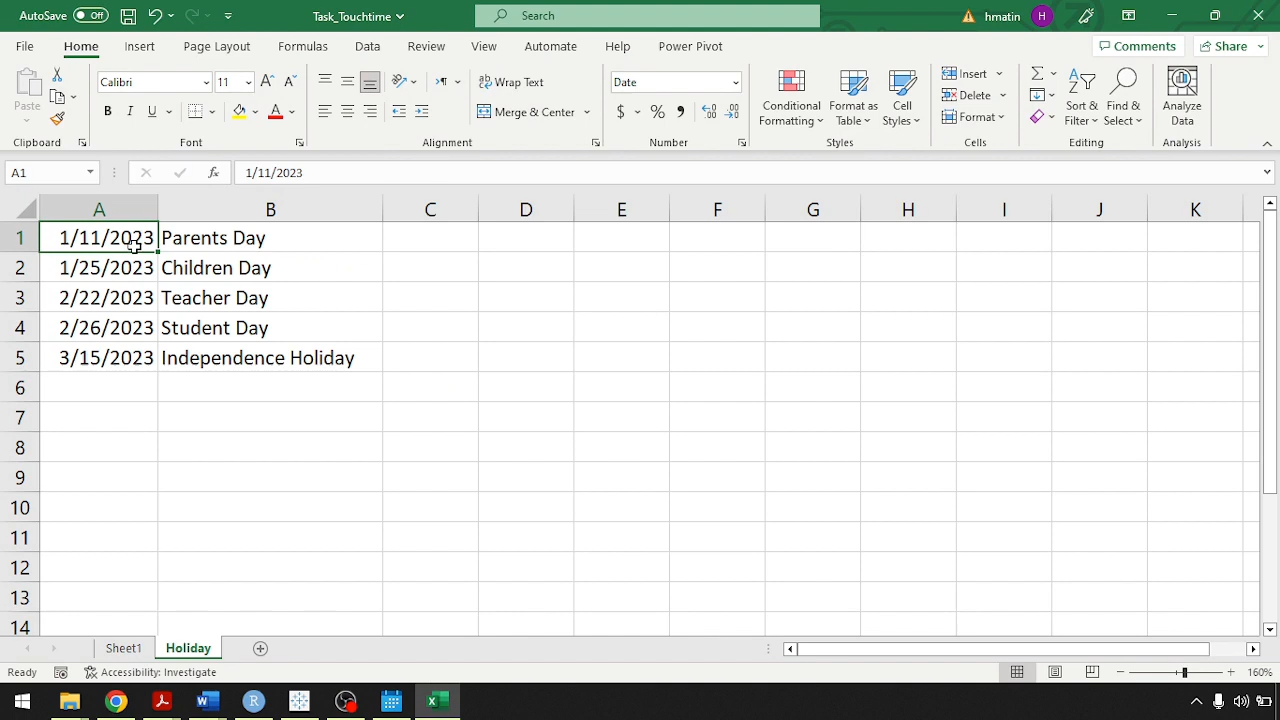 AutoSave Off Task_Touchtime Search hmatin H
File Home Insert Page Layout Formulas Data Review View Automate Help Power Pivot Comments Share
Paste Calibri 11 Wrap Text Date Conditional Formatting Format as Table Cell Styles Insert Sort & Filter Find & Select Analyze Data
B I U Merge & Center $ % , Delete
Format
Clipboard Font Alignment Number Styles Cells Editing Analysis
A1 fx 1/11/2023
A B C D E F G H I J K
1 1/11/2023 Parents Day
2 1/25/2023 Children Day
3 2/22/2023 Teacher Day
4 2/26/2023 Student Day
5 3/15/2023 Independence Holiday
6
7
8
9
10
11
12
13
14
Sheet1 Holiday
Ready Accessibility: Investigate 160%